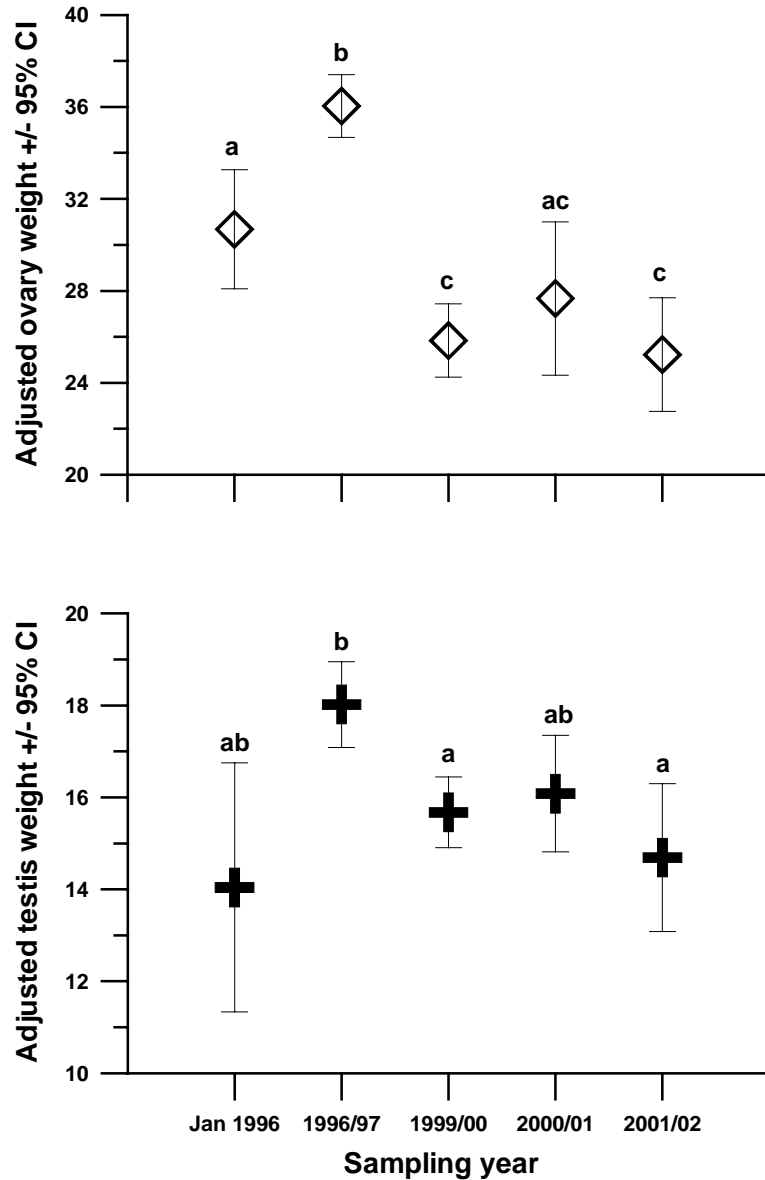 Adjusted ovary weight +/- 95% CI
40
36
32
28
24
20
a
b
c
ac
c
Adjusted testis weight +/- 95% CI
20
18
16
14
12
10
ab
b
a
ab
a
Jan 1996 1996/97 1999/00 2000/01 2001/02
Sampling year